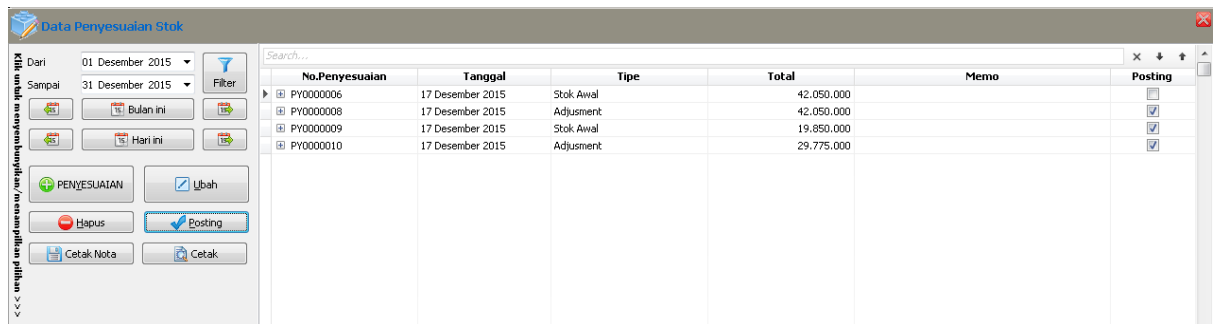 Data Penyesuaian Stok
Klik untuk menyembunyikan/menampilkan pilihan > > >
Dari 01 Desember 2015
Sampai 31 Desember 2015
Filter
Bulan ini
Hari ini
PENYESUAIAN Ubah
Hapus Posting
Cetak Nota Cetak
Search...
No.Penyesuaian Tanggal Tipe Total Memo Posting
PY0000006 17 Desember 2015 Stok Awal 42.050.000
PY0000008 17 Desember 2015 Adjusment 42.050.000
PY0000009 17 Desember 2015 Stok Awal 19.850.000
PY0000010 17 Desember 2015 Adjusment 29.775.000